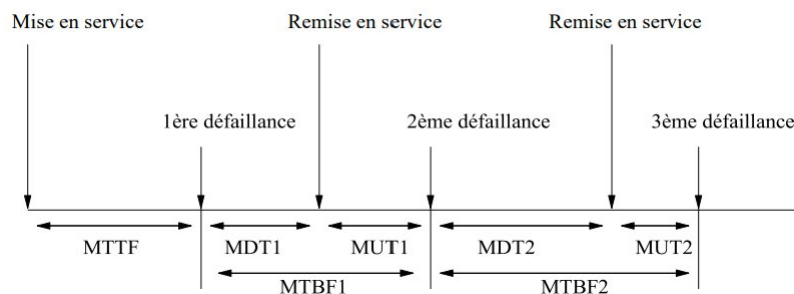 Mise en service Remise en service Remise en service
1ère défaillance 2ème défaillance 3ème défaillance
MTTF MDT1 MUT1 MDT2 MUT2
MTBF1 MTBF2